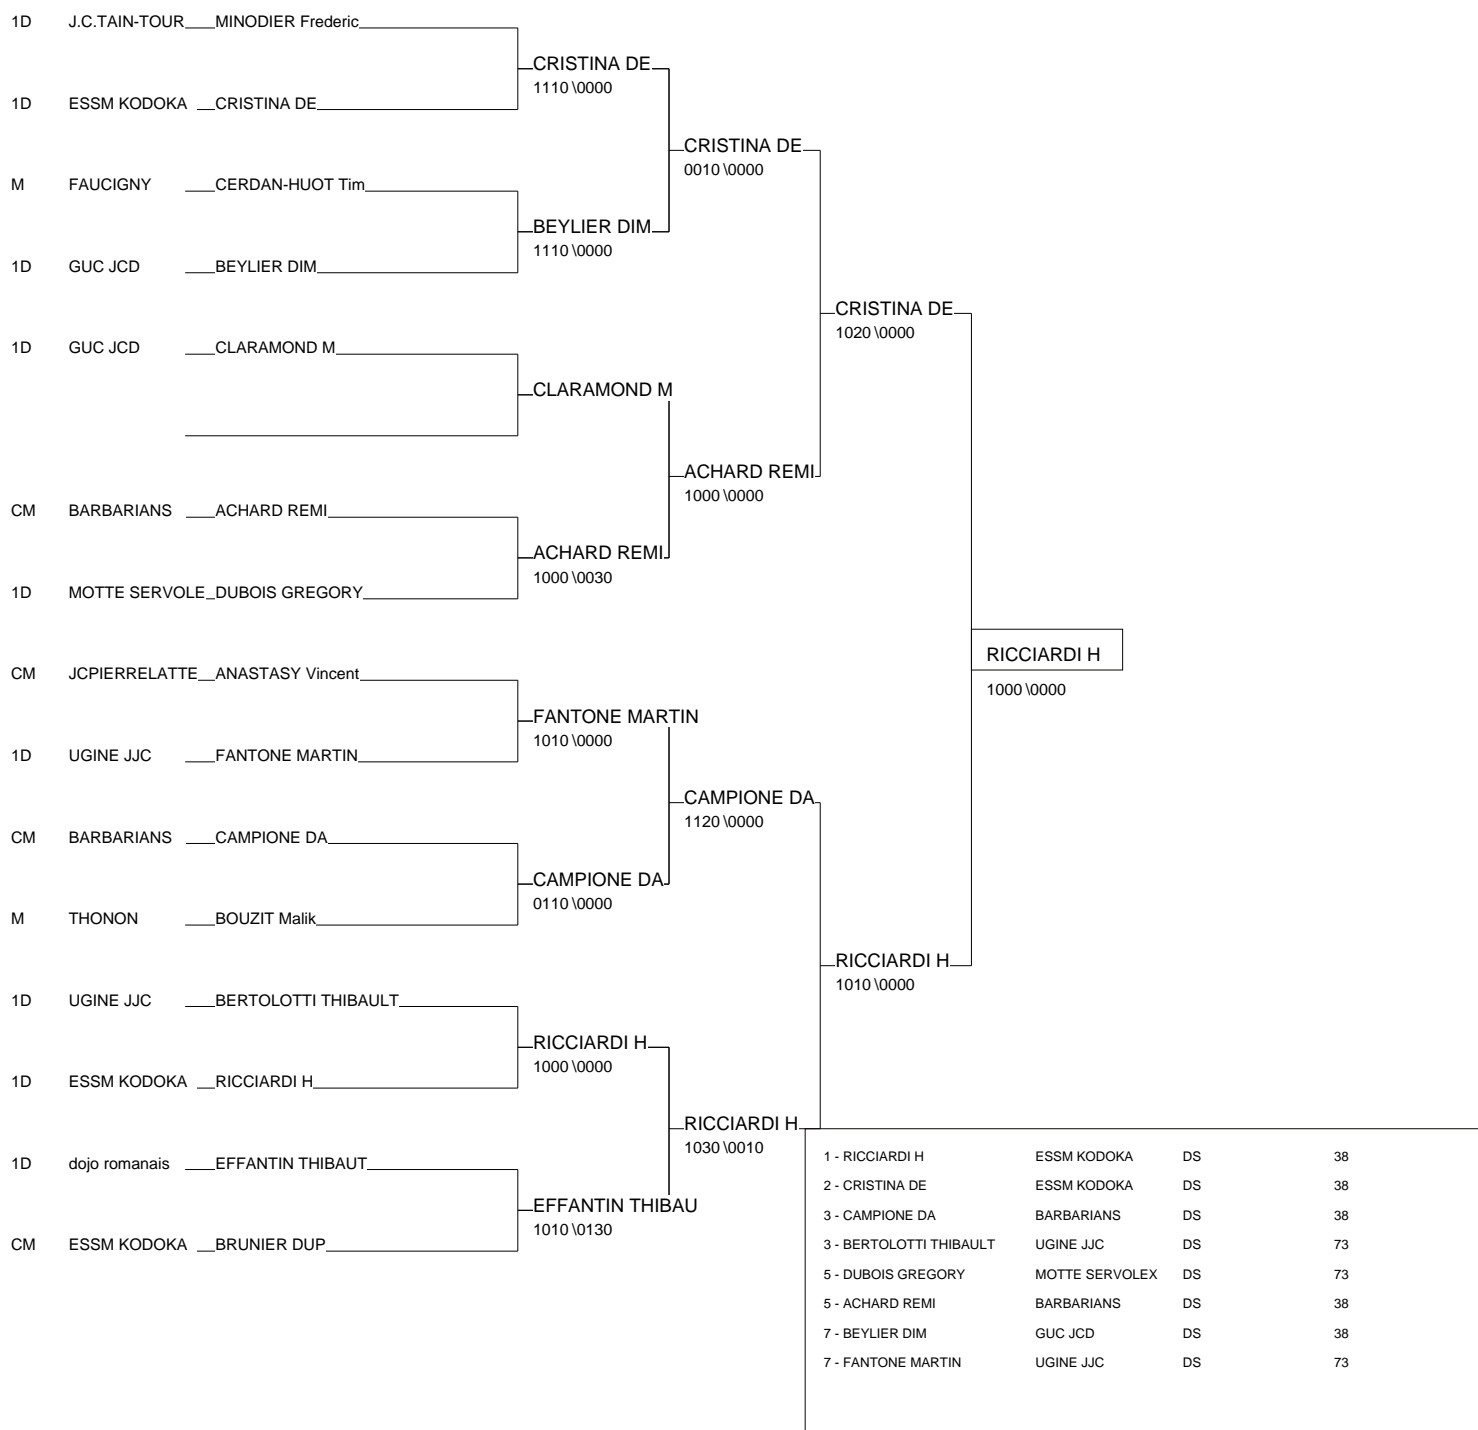 1D J.C.TAIN-TOUR MINODIER Frederic
CRISTINA DE
1110 \0000
1D ESSM KODOKA CRISTINA DE
CRISTINA DE
0010 \0000
M FAUCIGNY CERDAN-HUOT Tim
BEYLIER DIM
1110 \0000
1D GUC JCD BEYLIER DIM
CRISTINA DE
1020 \0000
1D GUC JCD CLARAMOND M
CLARAMOND M
ACHARD REMI
1000 \0000
CM BARBARIANS ACHARD REMI
ACHARD REMI
1000 \0030
1D MOTTE SERVOLE DUBOIS GREGORY
RICCIARDI H
1000 \0000
CM JCPIERRELATTE ANASTASY Vincent
FANTONE MARTIN
1010 \0000
1D UGINE JJC FANTONE MARTIN
CAMPIONE DA
1120 \0000
CM BARBARIANS CAMPIONE DA
CAMPIONE DA
0110 \0000
M THONON BOUZIT Malik
RICCIARDI H
1010 \0000
1D UGINE JJC BERTOLOTTI THIBAULT
RICCIARDI H
1000 \0000
1D ESSM KODOKA RICCIARDI H
RICCIARDI H
1030 \0010
1D dojo romanais EFFANTIN THIBAUT
EFFANTIN THIBAU
1010 \0130
CM ESSM KODOKA BRUNIER DUP
1 - RICCIARDI H ESSM KODOKA DS 38
2 - CRISTINA DE ESSM KODOKA DS 38
3 - CAMPIONE DA BARBARIANS DS 38
3 - BERTOLOTTI THIBAULT UGINE JJC DS 73
5 - DUBOIS GREGORY MOTTE SERVOLEX DS 73
5 - ACHARD REMI BARBARIANS DS 38
7 - BEYLIER DIM GUC JCD DS 38
7 - FANTONE MARTIN UGINE JJC DS 73